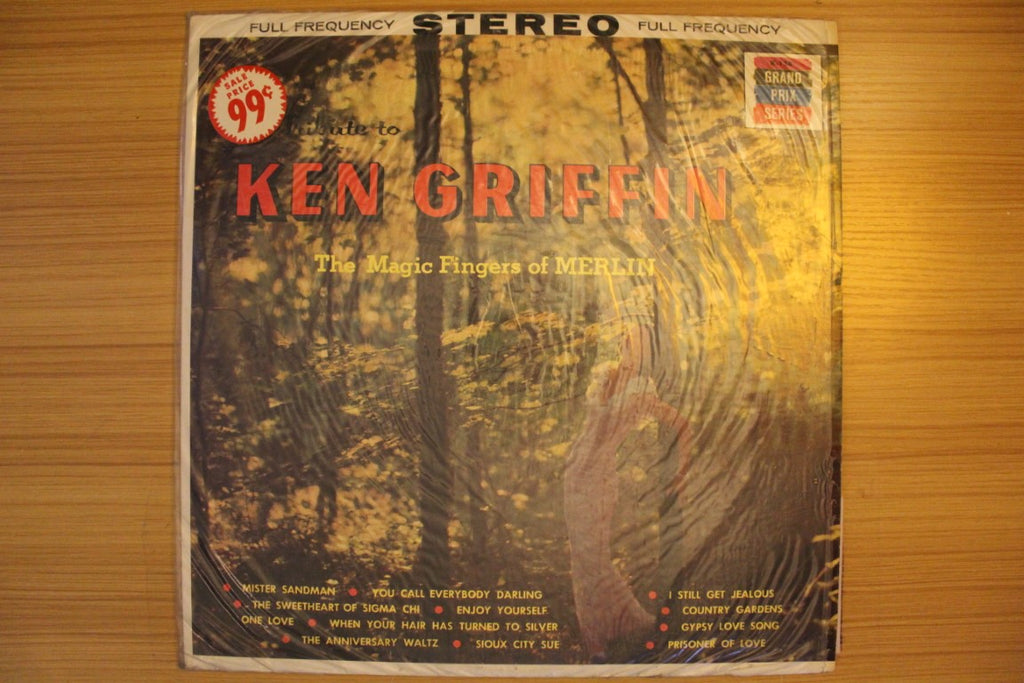 FULL FREQUENCY STEREO FULL FREQUENCY
SALE
PRICE
99¢
GRAND
PRIX
SERIES
Tribute to
KEN GRIFFIN
The Magic Fingers of MERLIN
MISTER SANDMAN • YOU CALL EVERYBODY DARLING
• THE SWEETHEART OF SIGMA CHI • ENJOY YOURSELF
ONE LOVE • WHEN YOUR HAIR HAS TURNED TO SILVER
• THE ANNIVERSARY WALTZ • SIOUX CITY SUE
• I STILL GET JEALOUS
• COUNTRY GARDENS
• GYPSY LOVE SONG
• PRISONER OF LOVE